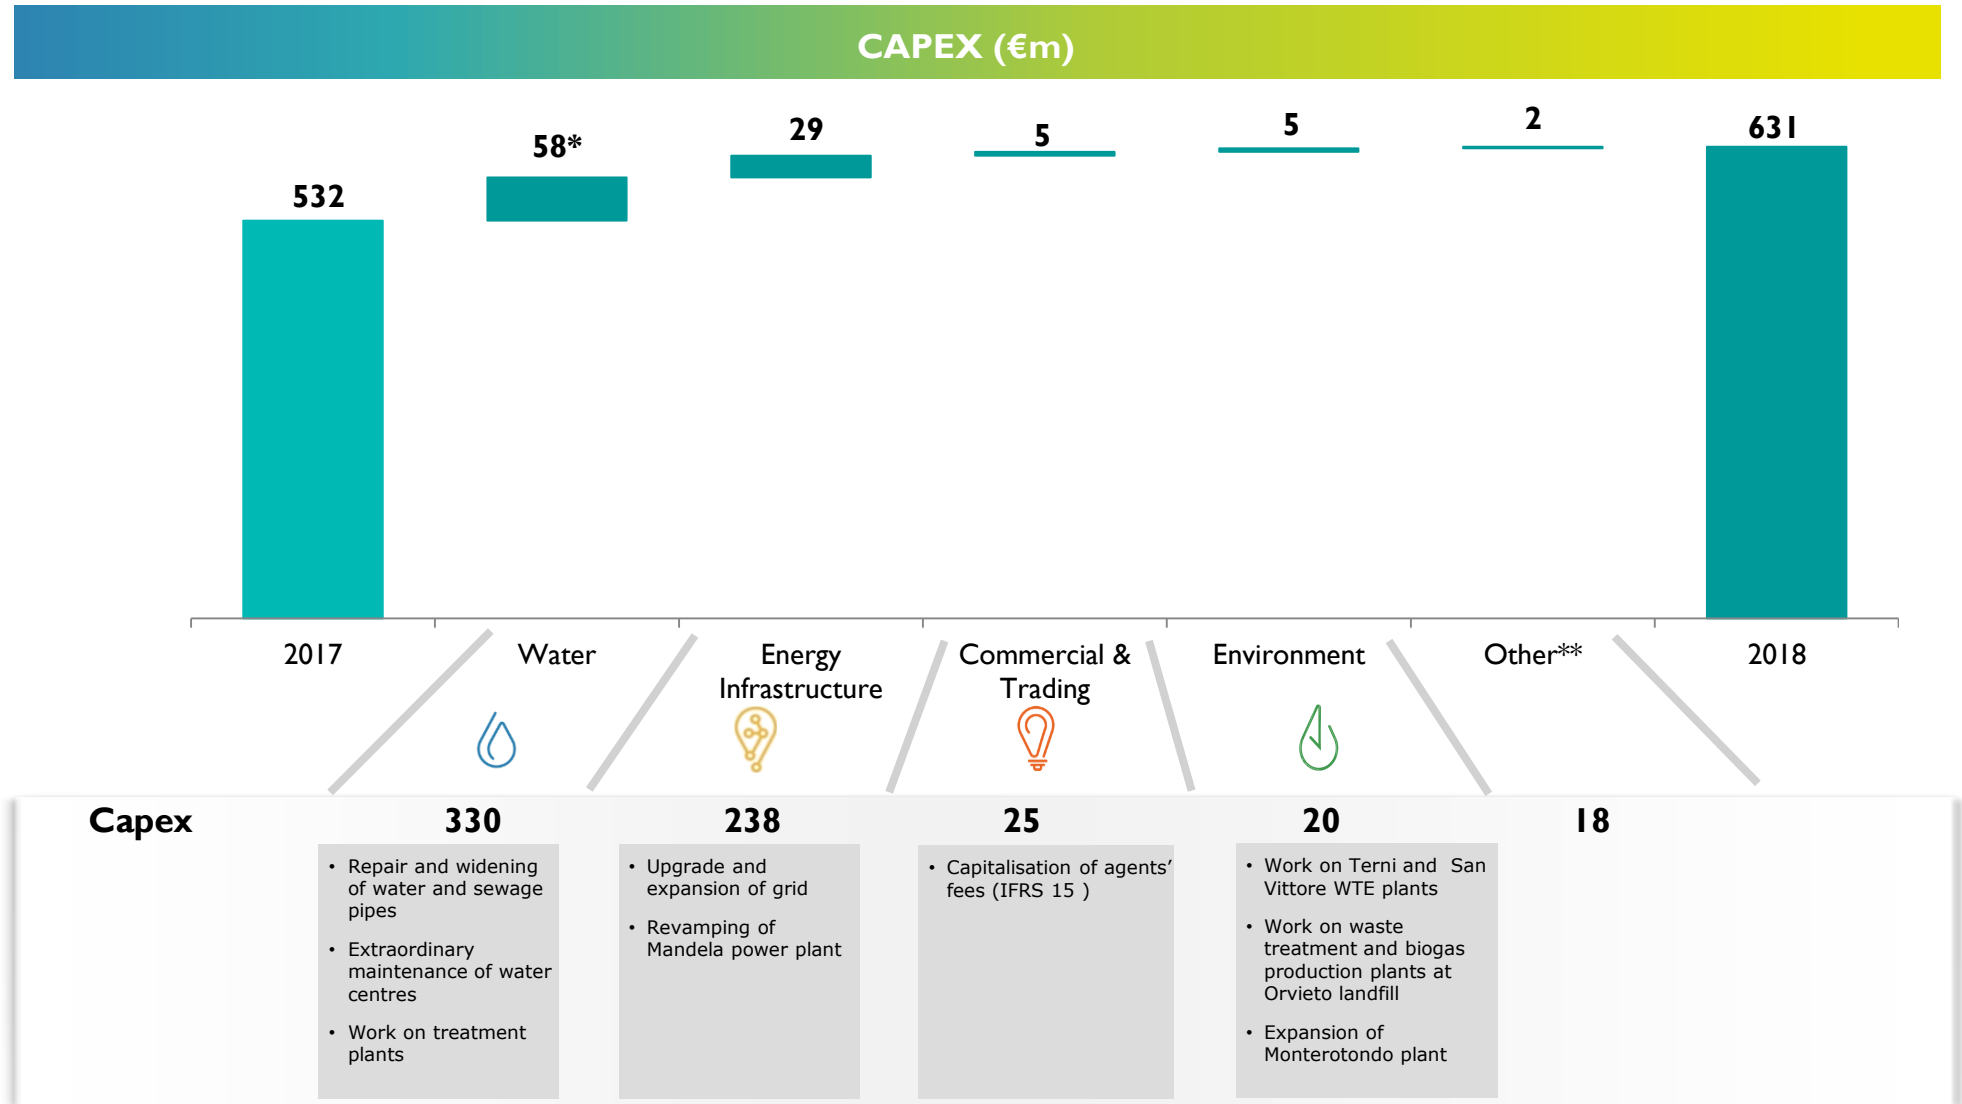 CAPEX (€m)
532
58*
29
5
5
2
631
2017
Water
Energy
Infrastructure
Commercial &
Trading
Environment
Other**
2018
Capex
330
238
25
20
18
• Repair and widening
of water and sewage
pipes
• Extraordinary
maintenance of water
centres
• Work on treatment
plants
• Upgrade and
expansion of grid
• Revamping of
Mandela power plant
• Capitalisation of agents'
fees (IFRS 15 )
• Work on Terni and San
Vittore WTE plants
• Work on waste
treatment and biogas
production plants at
Orvieto landfill
• Expansion of
Monterotondo plant